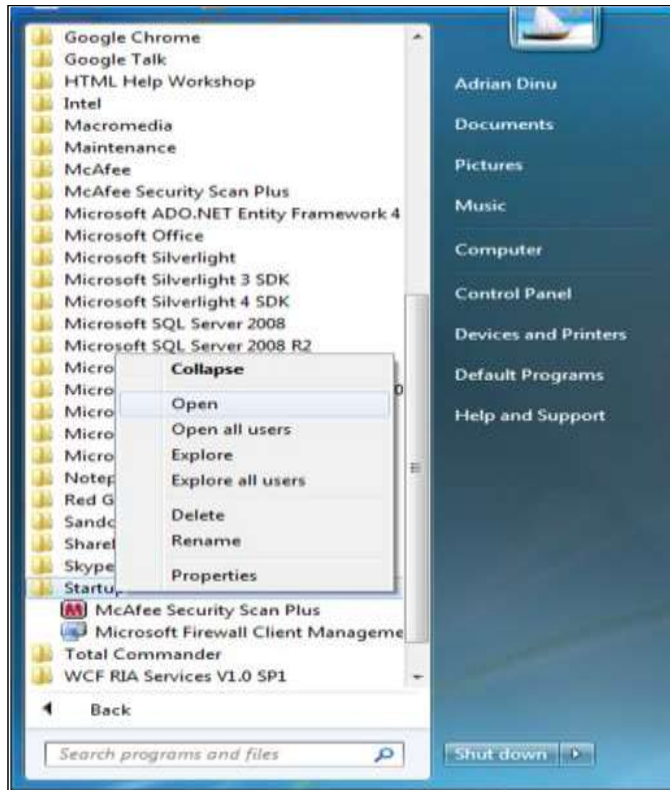 Google Chrome
Google Talk
HTML Help Workshop
Intel
Macromedia
Maintenance
McAfee
McAfee Security Scan Plus
Microsoft ADO.NET Entity Framework 4
Microsoft Office
Microsoft Silverlight
Microsoft Silverlight 3 SDK
Microsoft Silverlight 4 SDK
Microsoft SQL Server 2008
Microsoft SQL Server 2008 R2
Micro
Micro 0
Micro
Micro
Micro
Notep
Red G
Sandc
Share
Skype
Startup
McAfee Security Scan Plus
Microsoft Firewall Client Manageme
Total Commander
WCF RIA Services V1.0 SP1
Back
Search programs and files
Collapse
Open
Open all users
Explore
Explore all users
Delete
Rename
Properties
Adrian Dinu
Documents
Pictures
Music
Computer
Control Panel
Devices and Printers
Default Programs
Help and Support
Shut down